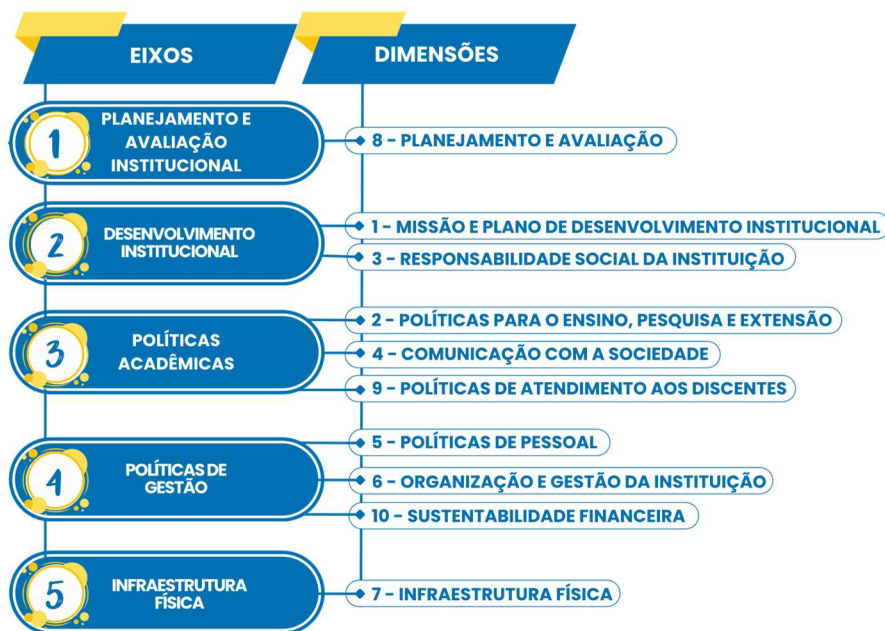 EIXOS
DIMENSÕES
1
PLANEJAMENTO E
AVALIAÇÃO
INSTITUCIONAL
8 - PLANEJAMENTO E AVALIAÇÃO
2
DESENVOLVIMENTO
INSTITUCIONAL
1 - MISSÃO E PLANO DE DESENVOLVIMENTO INSTITUCIONAL
3 - RESPONSABILIDADE SOCIAL DA INSTITUIÇÃO
3
POLÍTICAS
ACADÊMICAS
2 - POLÍTICAS PARA O ENSINO, PESQUISA E EXTENSÃO
4 - COMUNICAÇÃO COM A SOCIEDADE
9 - POLÍTICAS DE ATENDIMENTO AOS DISCENTES
4
POLÍTICAS DE
GESTÃO
5 - POLÍTICAS DE PESSOAL
6 - ORGANIZAÇÃO E GESTÃO DA INSTITUIÇÃO
10 - SUSTENTABILIDADE FINANCEIRA
5
INFRAESTRUTURA
FÍSICA
7 - INFRAESTRUTURA FÍSICA